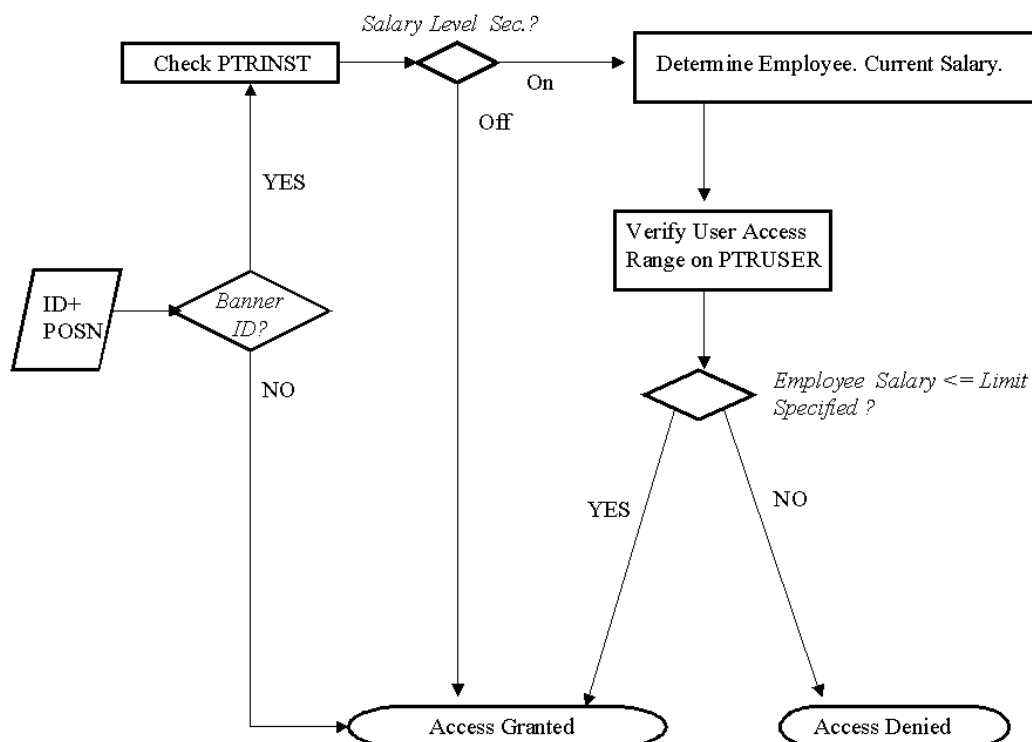 Salary Level Sec.?
Check PTRINST
On
Determine Employee. Current Salary.
Off
YES
Verify User Access
Range on PTRUSER
ID+
POSN
Banner
ID?
NO
Employee Salary <= Limit
Specified ?
YES
NO
Access Granted
Access Denied